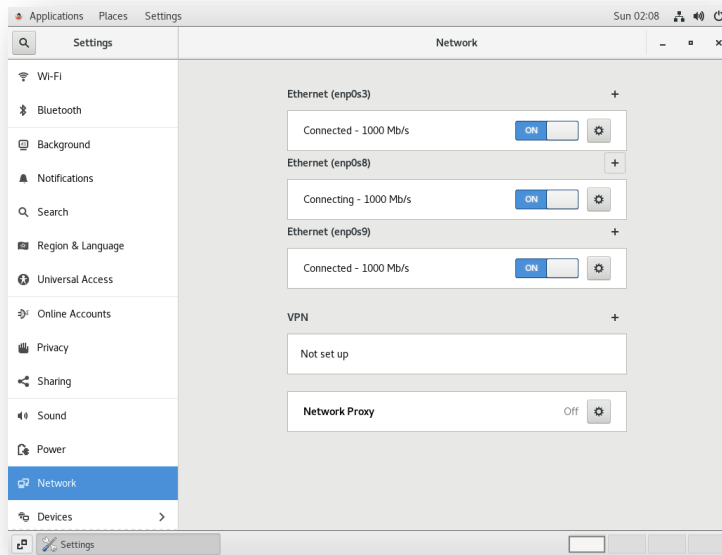 Applications Places Settings Sun 02:08
Settings Network
Wi-Fi
Bluetooth
Background
Notifications
Search
Region & Language
Universal Access
Online Accounts
Privacy
Sharing
Sound
Power
Network
Devices
Ethernet (enp0s3)
Connected - 1000 Mb/s ON
Ethernet (enp0s8)
Connecting - 1000 Mb/s ON
Ethernet (enp0s9)
Connected - 1000 Mb/s ON
VPN
Not set up
Network Proxy Off
Settings